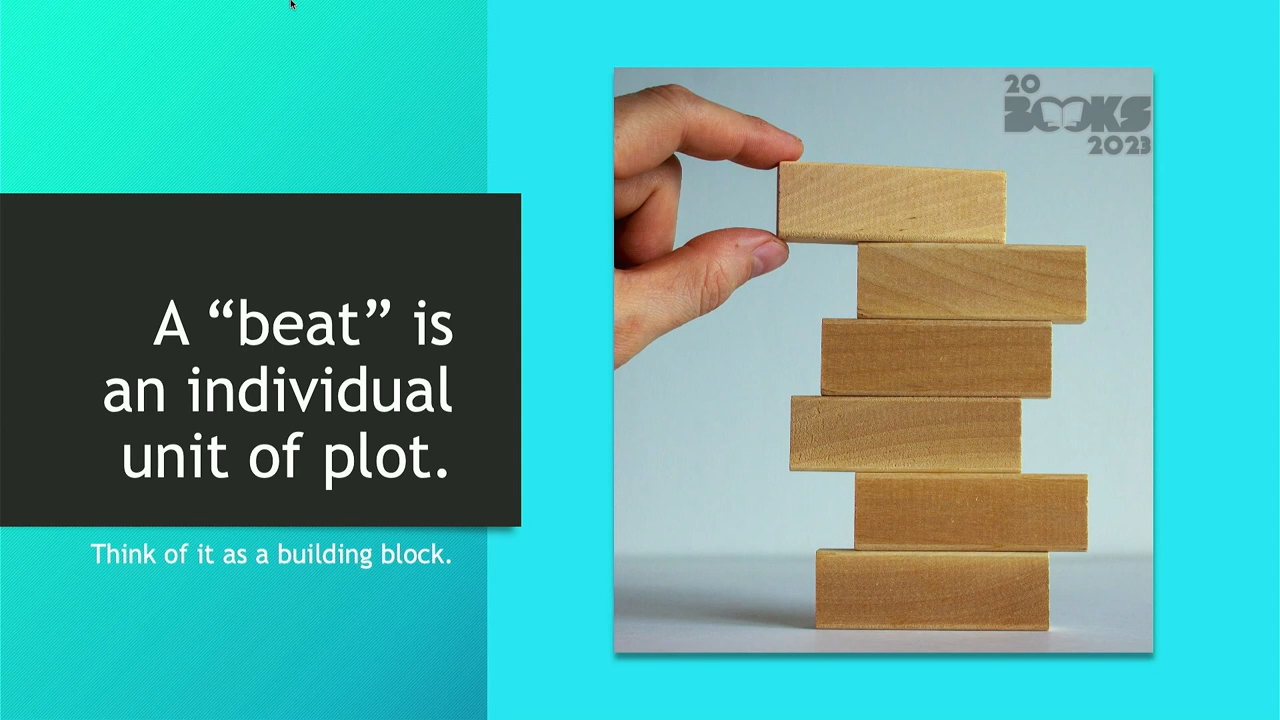 A “beat” is
an individual
unit of plot.
Think of it as a building block.
20
BOOKS
2023